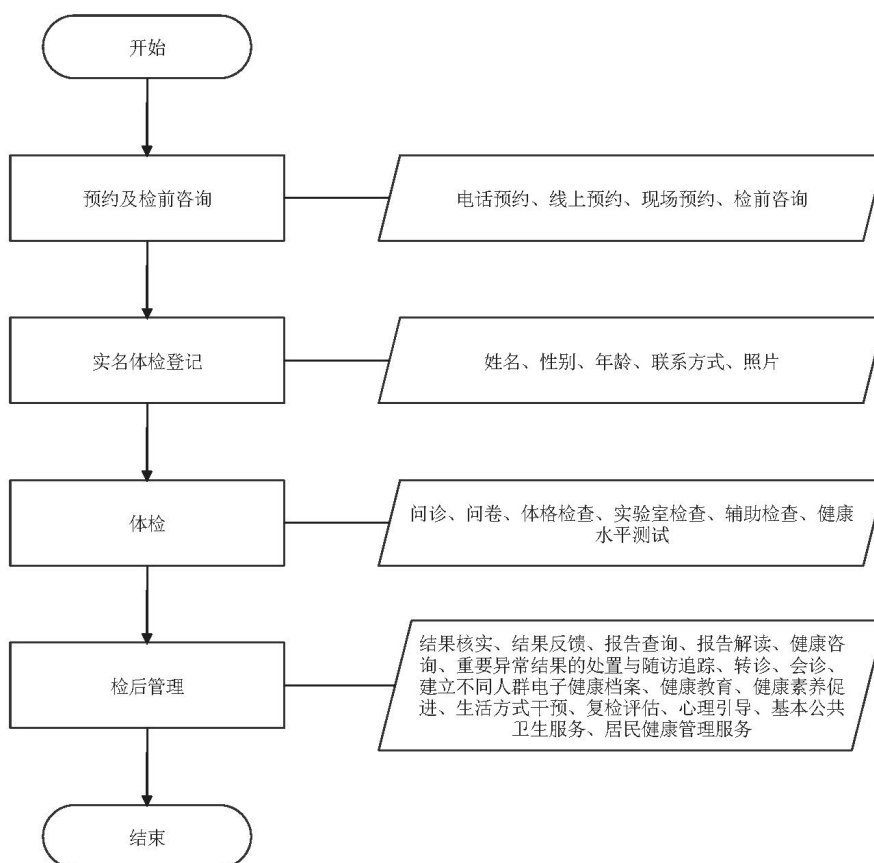 开始
预约及检前咨询
电话预约、线上预约、现场预约、检前咨询
实名体检登记
姓名、性别、年龄、联系方式、照片
体检
问诊、问卷、体格检查、实验室检查、辅助检查、健康
水平测试
检后管理
结果核实、结果反馈、报告查询、报告解读、健康咨
询、重要异常结果的处置与随访追踪、转诊、会诊、
建立不同人群电子健康档案、健康教育、健康素养促
进、生活方式干预、复检评估、心理引导、基本公共
卫生服务、居民健康管理服务
结束